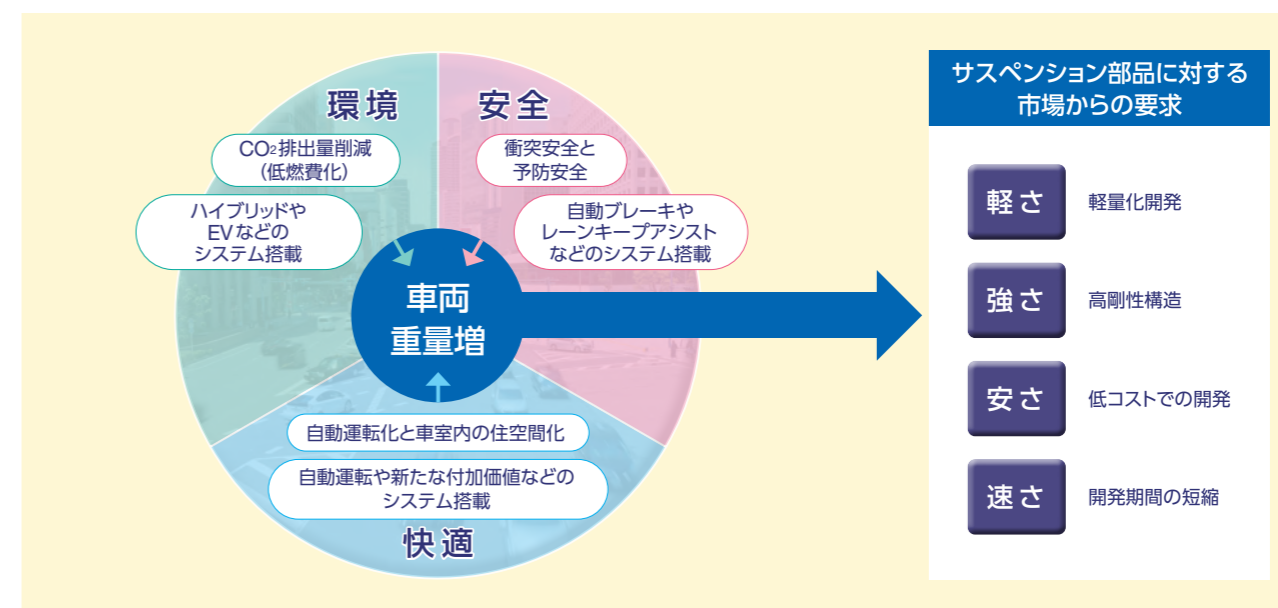 環境
CO2排出量削減
（低燃費化）
ハイブリッドや
EVなどの
システム搭載
安全
衝突安全と
予防安全
自動ブレーキや
レーンキープアシスト
などのシステム搭載
車両
重量増
自動運転化と車室内の住空間化
自動運転や新たな付加価値などの
システム搭載
快適
サスペンション部品に対する
市場からの要求
軽さ 軽量化開発
強さ 高剛性構造
安さ 低コストでの開発
速さ 開発期間の短縮